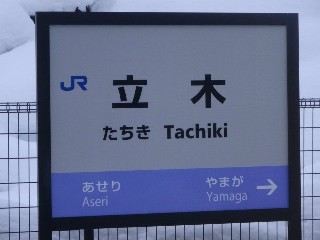 JR 立木
たちき Tachiki
あせり やまが →
Aseri Yamaga